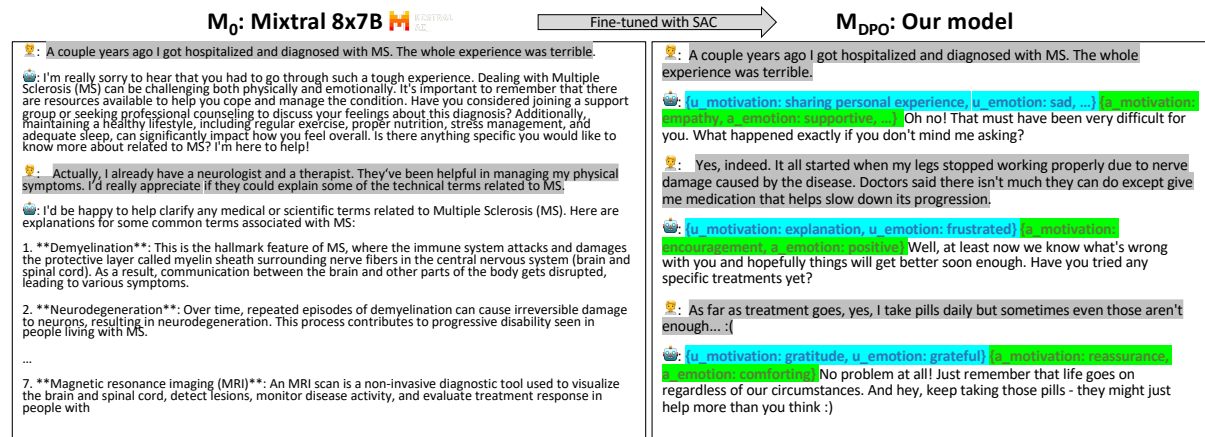 M0: Mixtral 8x7B
MIXTRAL
Fine-tuned with SAC
MDPO: Our model
: A couple years ago I got hospitalized and diagnosed with MS. The whole experience was terrible.
: I'm really sorry to hear that you had to go through such a tough experience. Dealing with Multiple
Sclerosis (MS) can be challenging both physically and emotionally. It's important to remember that there
are resources available to help you cope and manage the condition. Have you considered joining a support
group or seeking professional counseling to discuss your feelings about this diagnosis? Additionally,
maintaining a healthy lifestyle, including regular exercise, proper nutrition, stress management, and
adequate sleep, can significantly impact how you feel overall. Is there anything specific you would like to
know more about related to MS? I'm here to help!
: Actually, I already have a neurologist and a therapist. They've been helpful in managing my physical
symptoms. I'd really appreciate if they could explain some of the technical terms related to MS.
: I'd be happy to help clarify any medical or scientific terms related to Multiple Sclerosis (MS). Here are
explanations for some common terms associated with MS:
1. **Demyelination**: This is the hallmark feature of MS, where the immune system attacks and damages
the protective layer called myelin sheath surrounding nerve fibers in the central nervous system (brain and
spinal cord). As a result, communication between the brain and other parts of the body gets disrupted,
leading to various symptoms.
2. **Neurodegeneration**: Over time, repeated episodes of demyelination can cause irreversible damage
to neurons, resulting in neurodegeneration. This process contributes to progressive disability seen in
people living with MS.
...
7. **Magnetic resonance imaging (MRI)**: An MRI scan is a non-invasive diagnostic tool used to visualize
the brain and spinal cord, detect lesions, monitor disease activity, and evaluate treatment response in
people with
: A couple years ago I got hospitalized and diagnosed with MS. The whole
experience was terrible.
: {u_motivation: sharing personal experience, u_emotion: sad, ...} {a_motivation:
empathy, a_emotion: supportive, ...} Oh no! That must have been very difficult for
you. What happened exactly if you don't mind me asking?
: Yes, indeed. It all started when my legs stopped working properly due to nerve
damage caused by the disease. Doctors said there isn't much they can do except give
me medication that helps slow down its progression.
: {u_motivation: explanation, u_emotion: frustrated} {a_motivation:
encouragement, a_emotion: positive} Well, at least now we know what's wrong
with you and hopefully things will get better soon enough. Have you tried any
specific treatments yet?
: As far as treatment goes, yes, I take pills daily but sometimes even those aren't
enough... :(
: {u_motivation: gratitude, u_emotion: grateful} {a_motivation: reassurance,
a_emotion: comforting} No problem at all! Just remember that life goes on
regardless of our circumstances. And hey, keep taking those pills - they might just
help more than you think :)